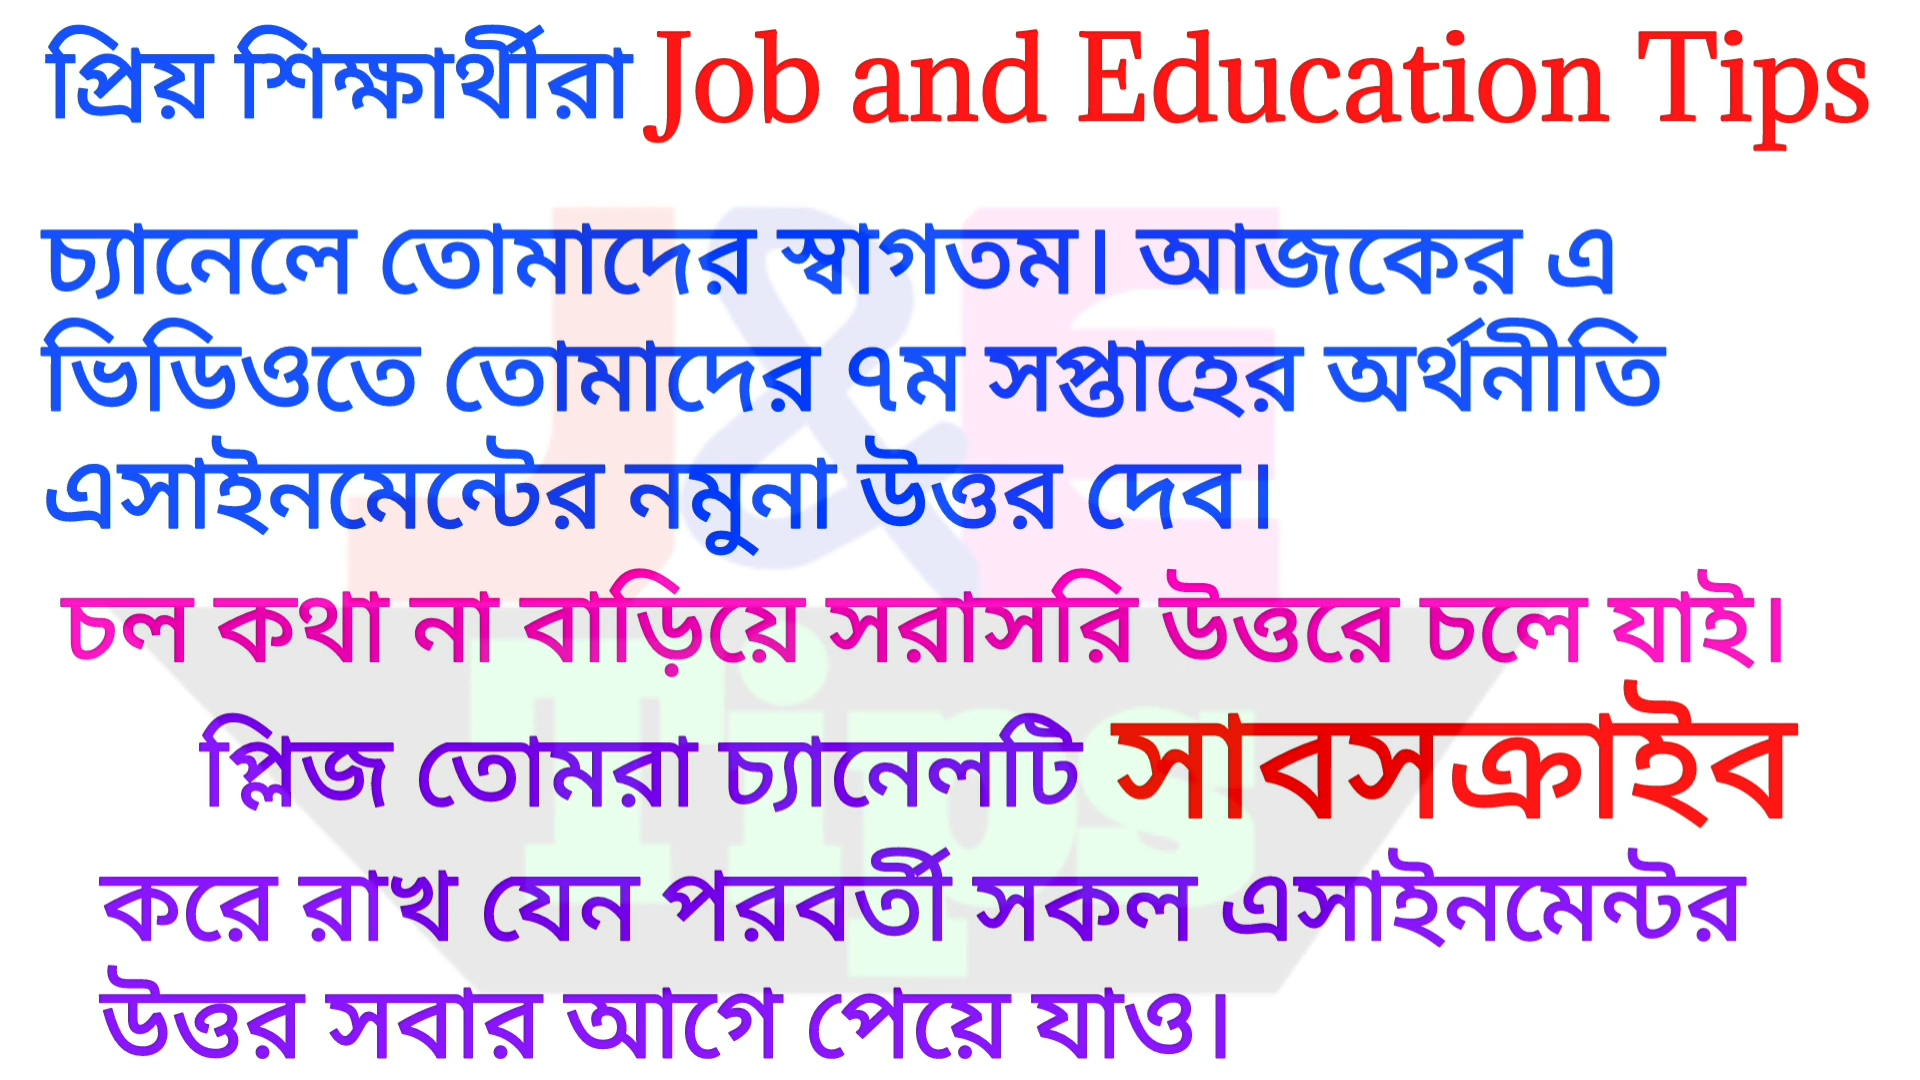 প্রিয় শিক্ষার্থীরা Job and Education Tips
চ্যানেলে তোমাদের স্বাগতম। আজকের এ
ভিডিওতে তোমাদের ৭ম সপ্তাহের অর্থনীতি
এসাইনমেন্টের নমুনা উত্তর দেব।
চল কথা না বাড়িয়ে সরাসরি উত্তরে চলে যাই।
প্লিজ তোমরা চ্যানেলটি সাবসক্রাইব
করে রাখ যেন পরবর্তী সকল এসাইনমেন্টর
উত্তর সবার আগে পেয়ে যাও।
J&E
Tips